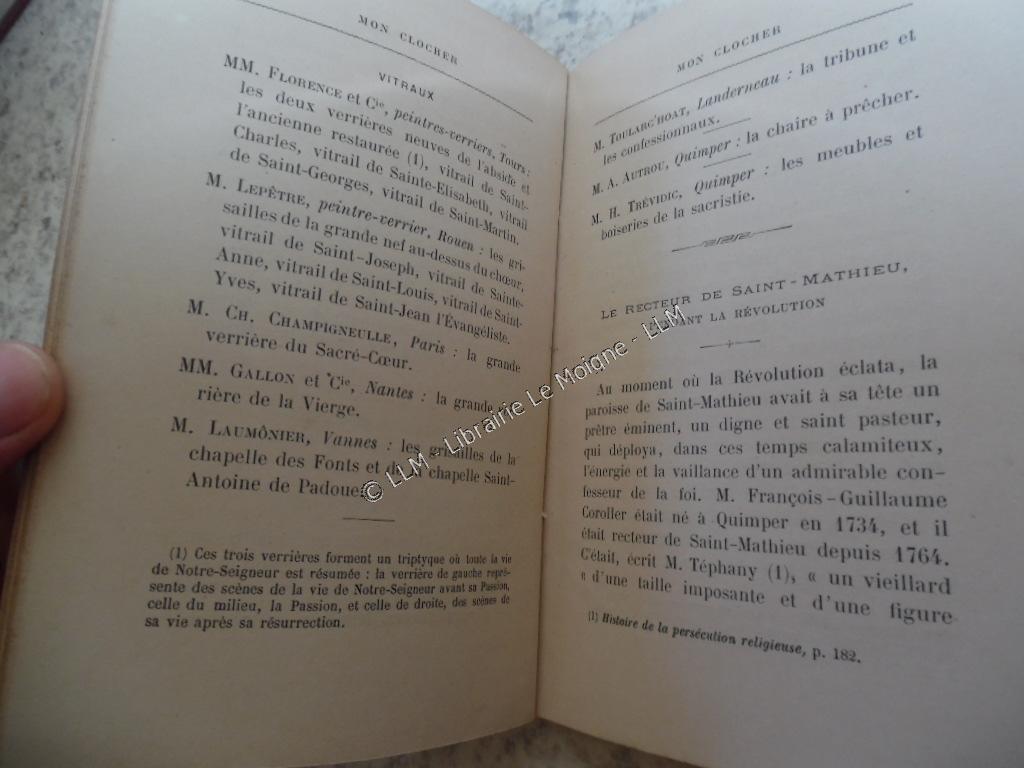 MON CLOCHER
VITRAUX
MM. FLORENCE et Cie, peintres-verriers, Tours:
les deux verrières neuves de l'abside et
l'ancienne restaurée (1), vitrail de Saint-
Charles, vitrail de Sainte-Elisabeth, vitrail
de Saint-Georges, vitrail de Saint-Martin.
M. LEPÊTRE, peintre-verrier, Rouen : les gri-
sailles de la grande nef au-dessus du chœur,
vitrail de Saint-Joseph, vitrail de Sainte-
Anne, vitrail de Saint-Louis, vitrail de Saint-
Yves, vitrail de Saint-Jean l'Évangéliste.
M. CH. CHAMPIGNEULLE, Paris : la grande
verrière du Sacré-Cœur.
MM. GALLON et Cie, Nantes : la grande
rière de la Vierge.
M. LAUMÔNIER, Vannes : les grisailles de la
chapelle des Fonts et chapelle Saint-
Antoine de Padoue
(1) Ces trois verrières forment un triptyque où toute la vie
de Notre-Seigneur est résumée : la verrière de gauche repré-
sente des scènes de la vie de Notre-Seigneur avant sa Passion,
celle du milieu, la Passion, et celle de droite, des scènes de
sa vie après sa résurrection.
MON CLOCHER
M. TOULARC'HOAT, Landerneau : la tribune et
les confessionnaux.
M. A. AUTROU, Quimper : la chaire à prêcher.
M. H. TRÉVIDIC, Quimper : les meubles et
boiseries de la sacristie.
LE RECTEUR DE SAINT-MATHIEU,
PENDANT LA RÉVOLUTION
Au moment où la Révolution éclata, la
paroisse de Saint-Mathieu avait à sa tête un
prêtre éminent, un digne et saint pasteur,
qui déploya, dans ces temps calamiteux,
l'énergie et la vaillance d'un admirable con-
fesseur de la foi. M. François-Guillaume
Coroller était né à Quimper en 1734, et il
était recteur de Saint-Mathieu depuis 1764.
C'était, écrit M. Téphany (1), « un vieillard
« d'une taille imposante et d'une figure
(1) Histoire de la persécution religieuse, p. 182.
© LLM - Librairie Le Moigne - LLM